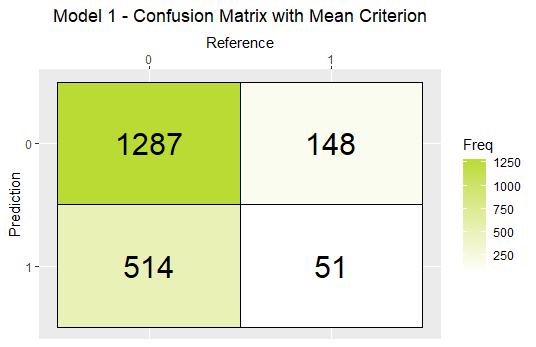 Model 1 - Confusion Matrix with Mean Criterion
Reference
0 1
0 1287 148
Prediction
1 514 51
Freq
1250
1000
750
500
250